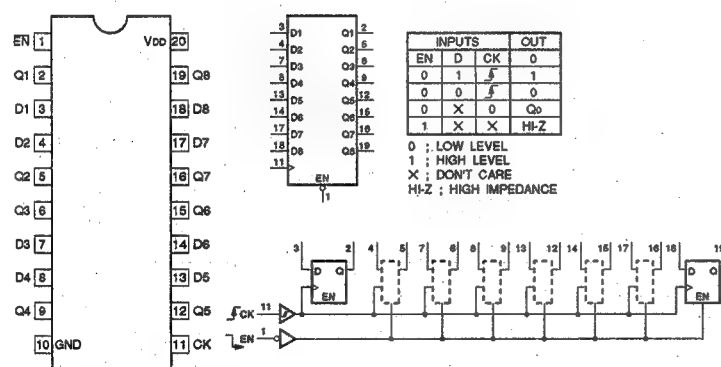 EN 1
VDD 20
Q1 2
19 Q8
D1 3
18 D8
D2 4
17 D7
Q2 5
16 Q7
Q3 6
15 Q6
D3 7
14 D6
D4 8
13 D5
Q4 9
12 Q5
10 GND
11 CK
3 D1 Q1 2
4 D2 Q2 5
7 D3 Q3 6
8 D4 Q4 9
13 D5 Q5 12
14 D6 Q6 15
17 D7 Q7 16
18 D8 Q8 19
11
EN
1
INPUTS OUT
EN D CK 0
0 1 1
0 0 0
0 X 0 Q0
1 X X HI-Z
0 ; LOW LEVEL
1 ; HIGH LEVEL
X ; DON'T CARE
HI-Z ; HIGH IMPEDANCE
3 2 4 5 7 6 8 9 13 12 14 15 17 16 18 19
D Q
EN
D Q
EN
CK 11
EN 1